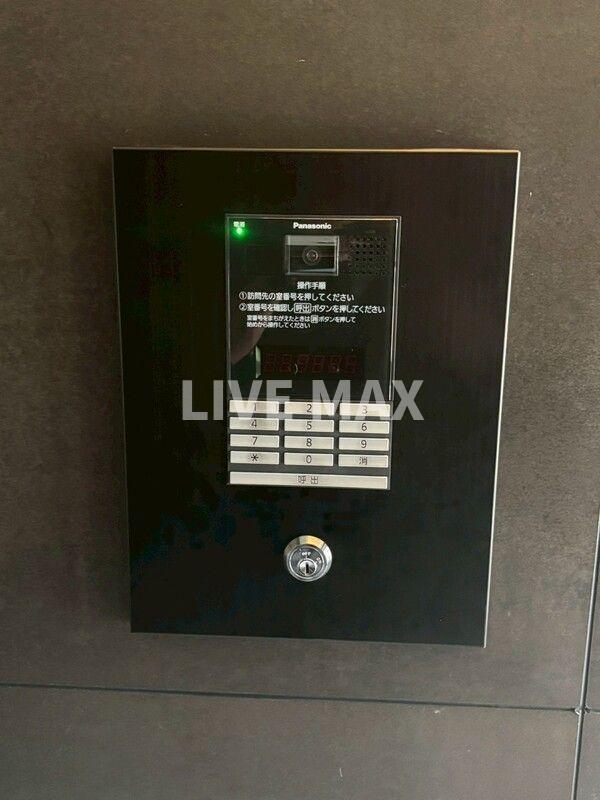 Panasonic
操作手順
①訪問先の室番号を押してください
②室番号を確認し呼出ボタンを押してください
室番号をまちがえたときは消ボタンを押して
始めから操作してください
LIVE MAX
1 2 3
4 5 6
7 8 9
* 0 消
呼出
OFF